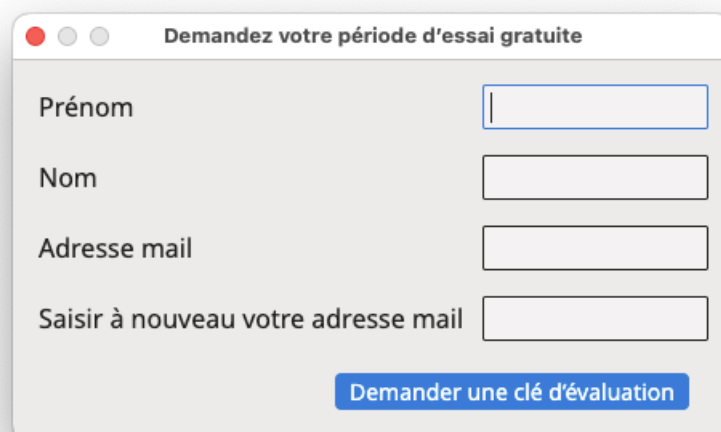 Demandez votre période d’essai gratuite
Prénom
Nom
Adresse mail
Saisir à nouveau votre adresse mail
Demander une clé d’évaluation